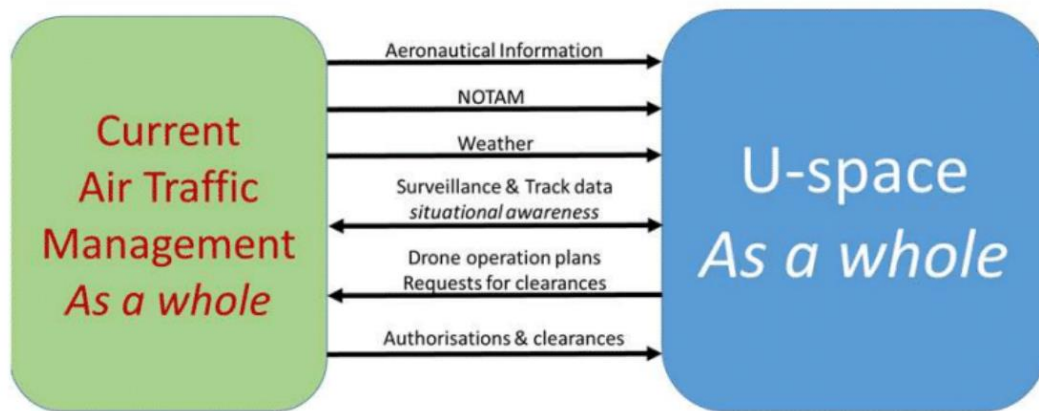 Current
Air Traffic
Management
As a whole
Aeronautical Information
NOTAM
Weather
Surveillance & Track data
situational awareness
Drone operation plans
Requests for clearances
Authorisations & clearances
U-space
As a whole